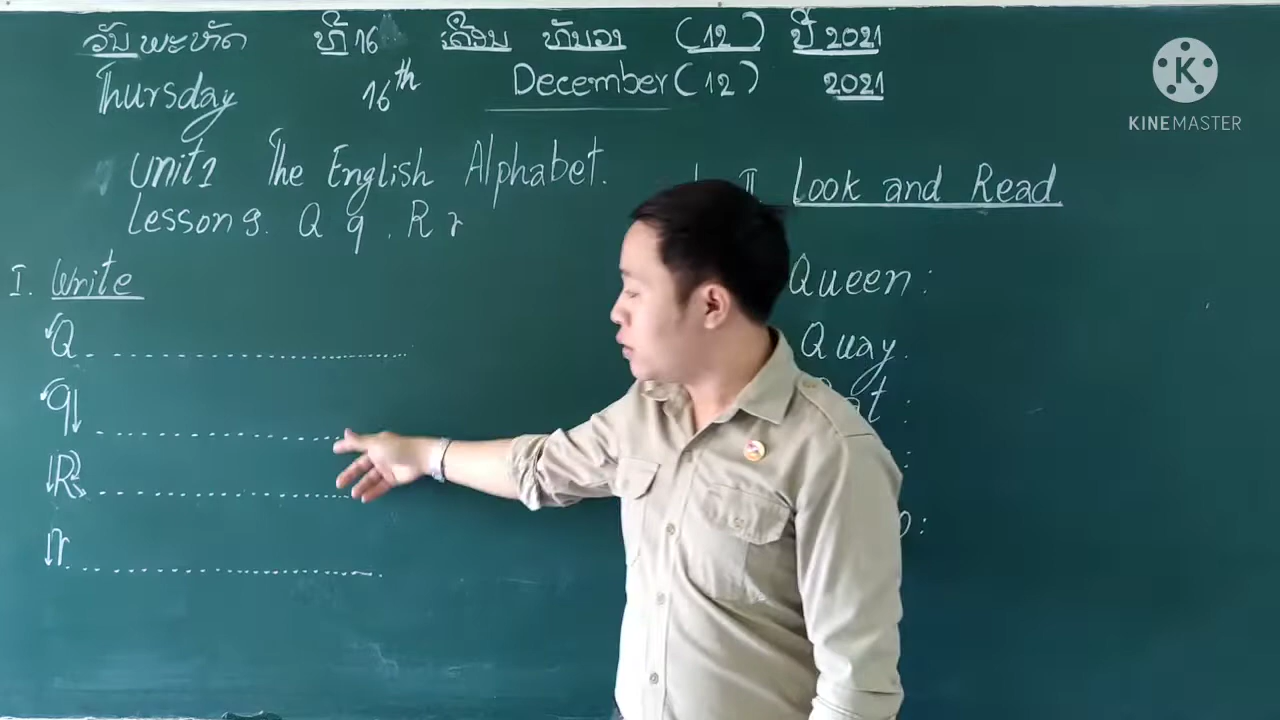 ວັນພະຫັດ ທີ 16 ເດືອນ ທັນວາ (12) ປີ 2021
Thursday 16th December (12) 2021
Unit 1 The English Alphabet.
Lesson 9. Q q , R r
I. Write
Q
q
R
r
II Look and Read
Queen :
Quay.
KINEMASTER